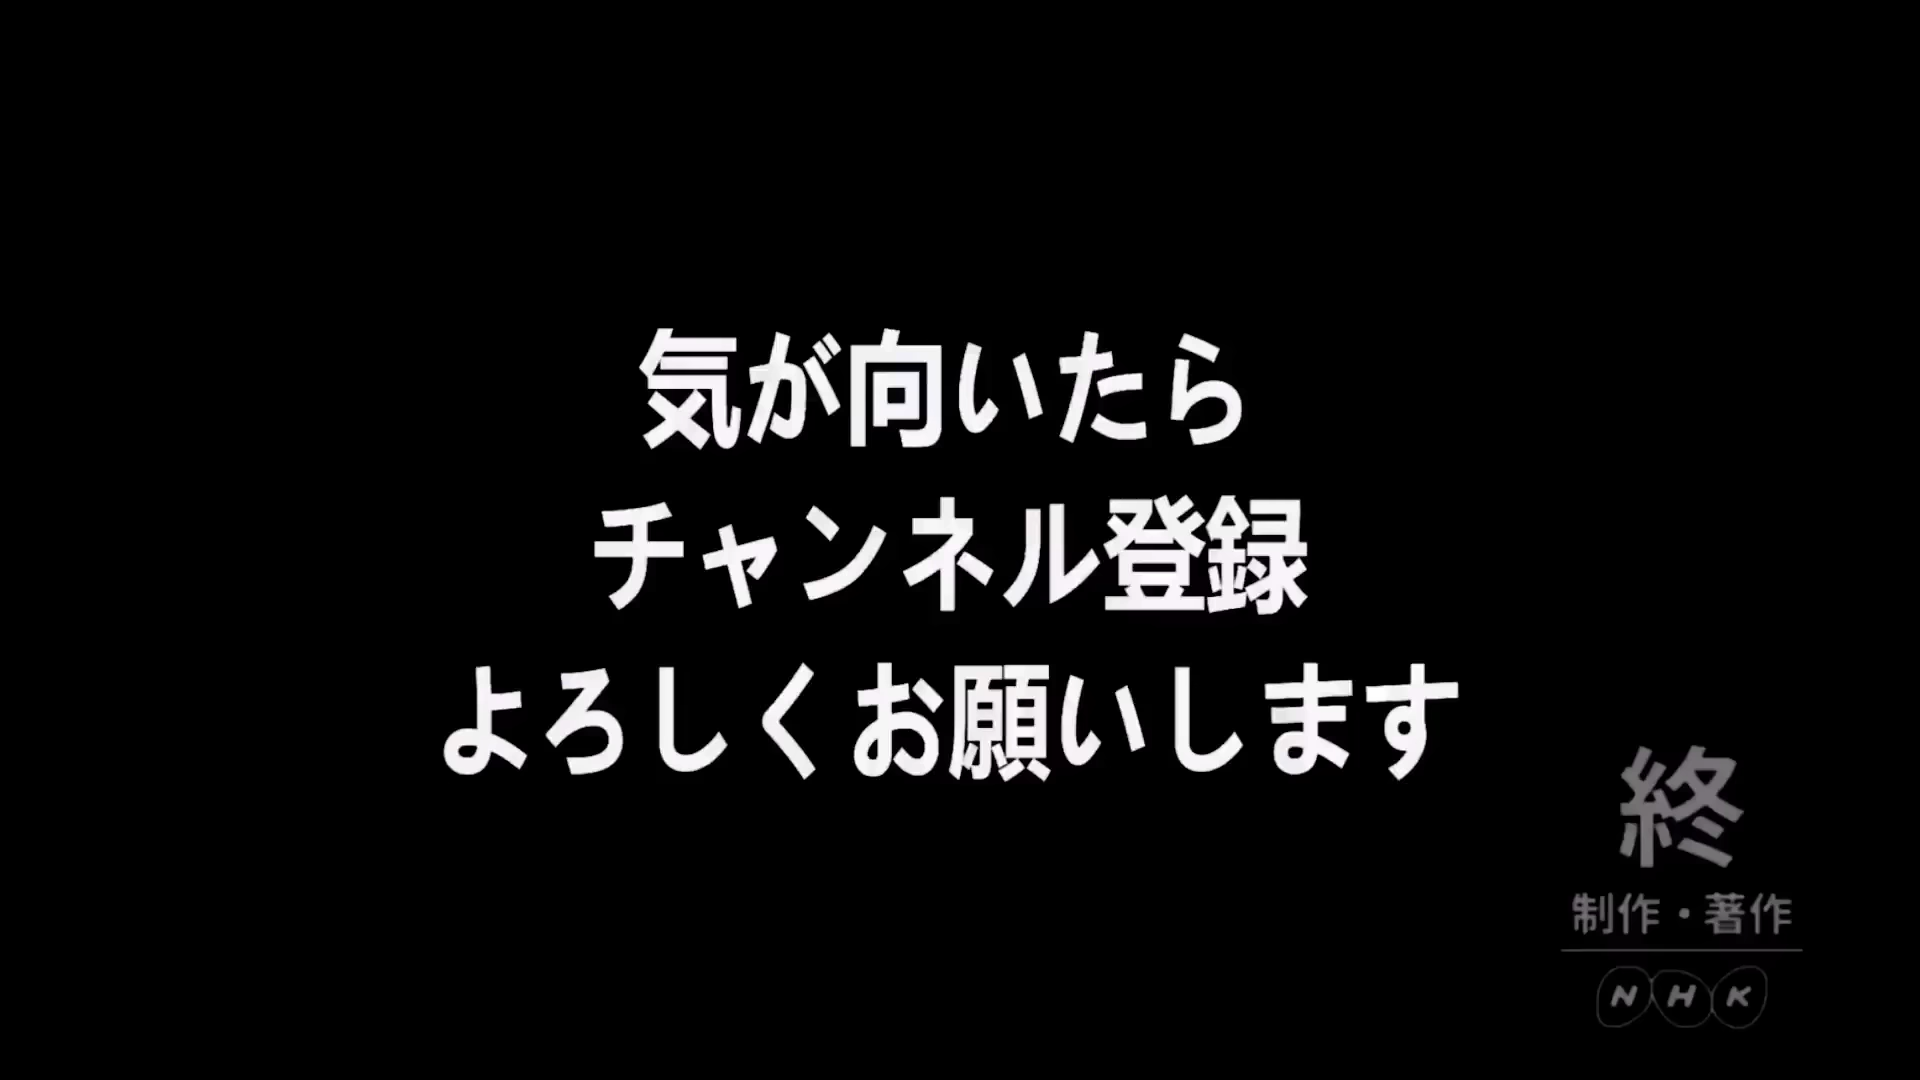 気が向いたら
チャンネル登録
よろしくお願いします
終
制作・著作
NHK